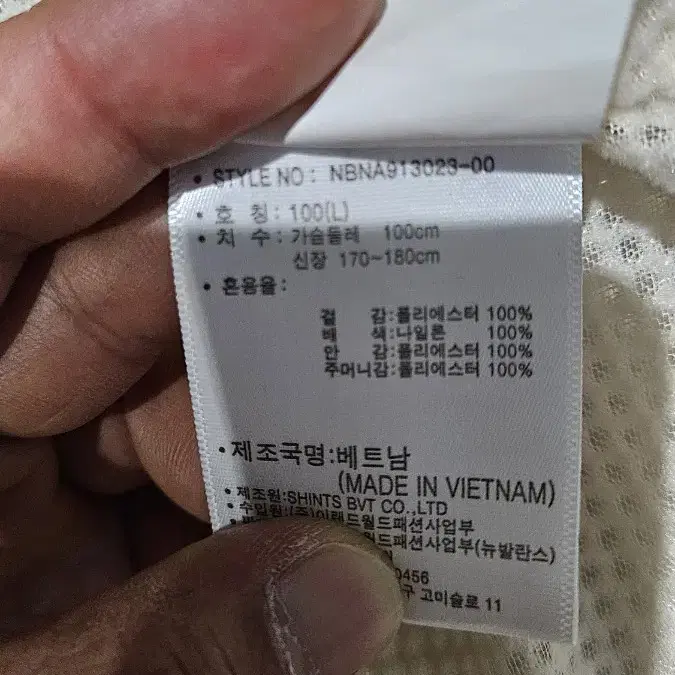 • STYLE NO : NBNA913023-00
• 호 칭 : 100(L)
• 치 수 : 가슴둘레 100cm
신장 170~180cm
• 혼용율 :
겉 감:폴리에스터 100%
배 색:나일론 100%
안 감:폴리에스터 100%
주머니감:폴리에스터 100%
• 제조국명:베트남
(MADE IN VIETNAM)
• 제조원:SHINTS BVT CO.,LTD
• 수입원:(주)이랜드월드패션사업부
월드패션사업부(뉴발란스)
0456
구 고미술로 11